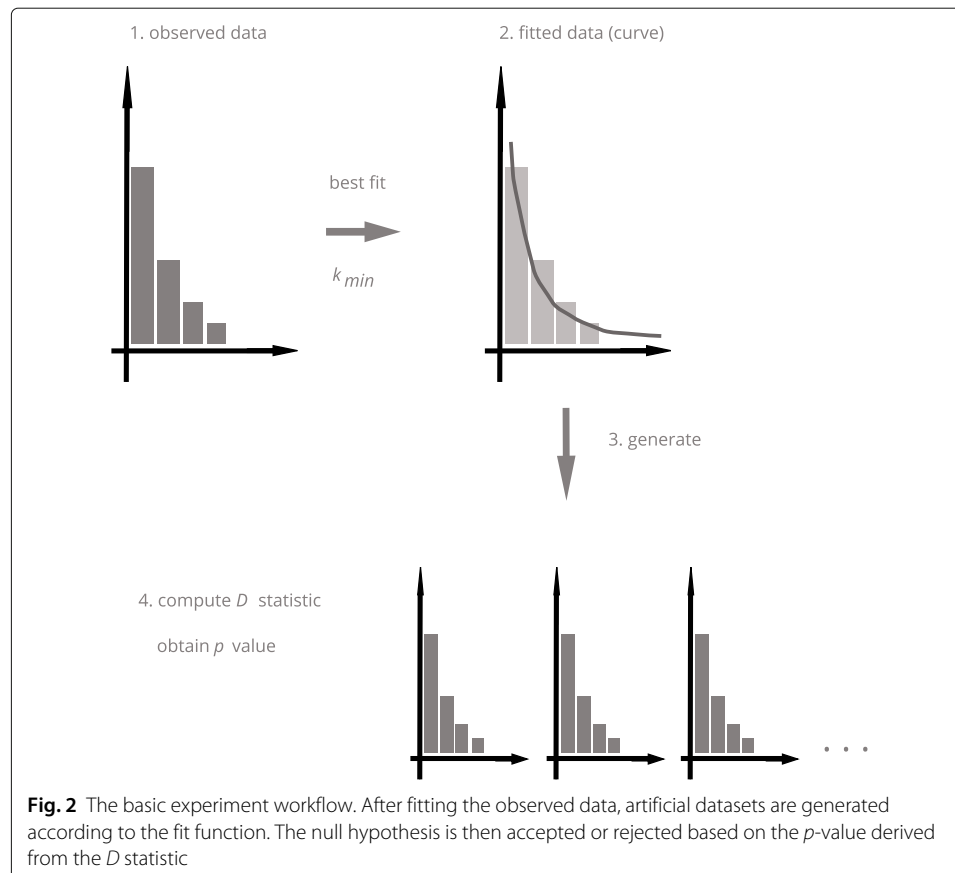 1. observed data
2. fitted data (curve)
best fit
k min
3. generate
4. compute D statistic
obtain p value
. . .
Fig. 2 The basic experiment workflow. After fitting the observed data, artificial datasets are generated
according to the fit function. The null hypothesis is then accepted or rejected based on the p-value derived
from the D statistic